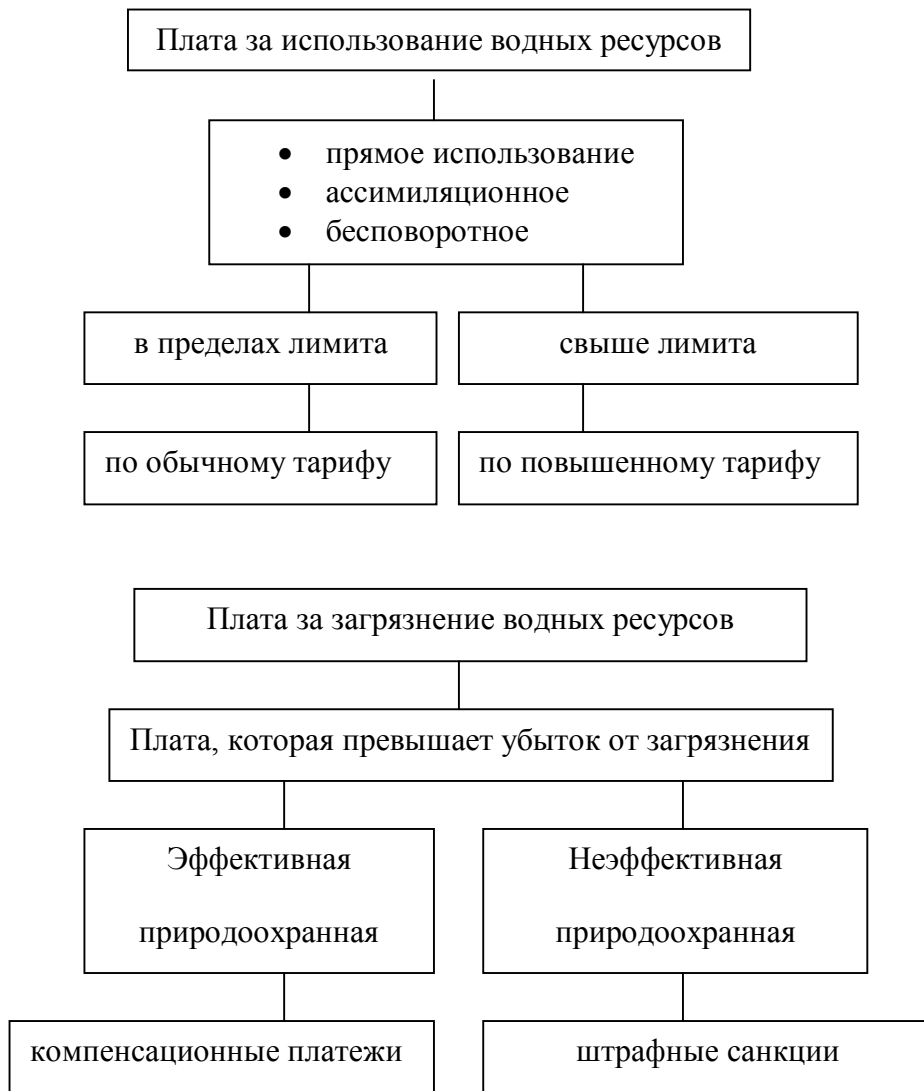 Плата за использование водных ресурсов
• прямое использование
• ассимиляционное
• бесповоротное
в пределах лимита
свыше лимита
по обычному тарифу
по повышенному тарифу
Плата за загрязнение водных ресурсов
Плата, которая превышает убыток от загрязнения
Эффективная
природоохранная
Неэффективная
природоохранная
компенсационные платежи
штрафные санкции